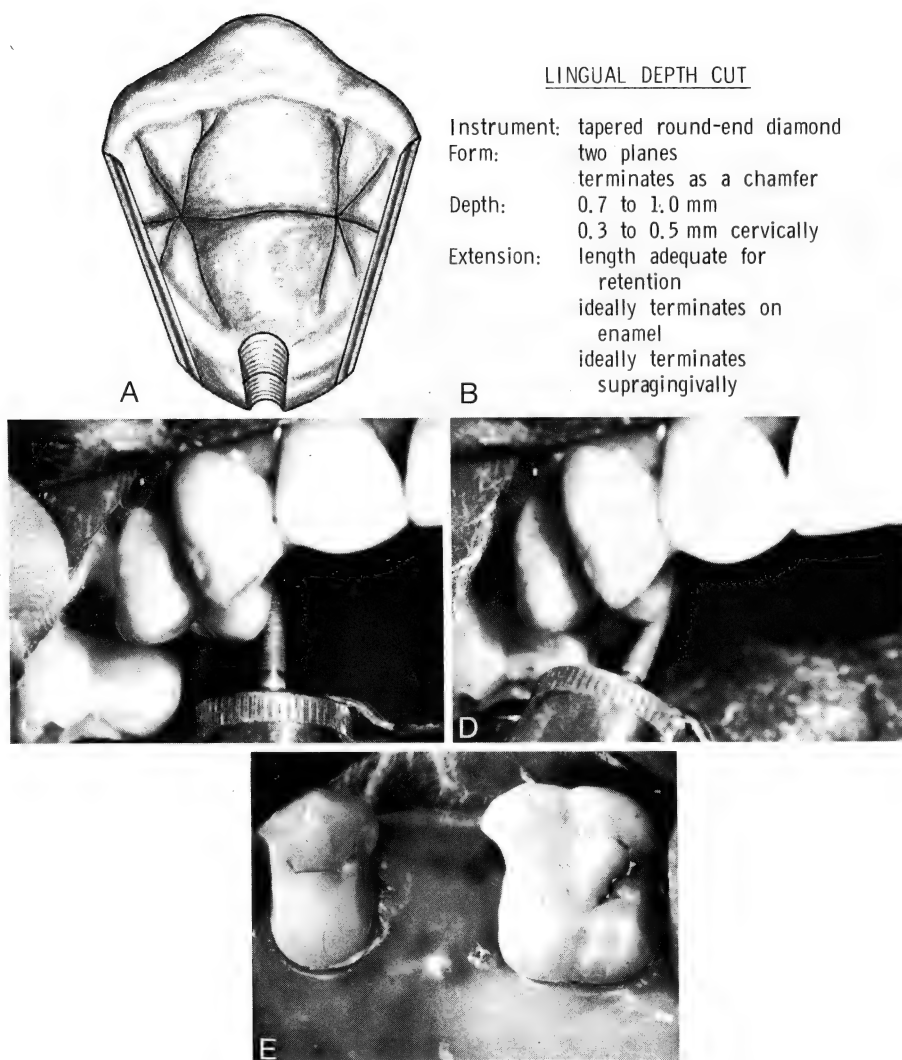 LINGUAL DEPTH CUT
Instrument: tapered round-end diamond
Form: two planes
terminates as a chamfer
Depth: 0.7 to 1.0 mm
0.3 to 0.5 mm cervically
Extension: length adequate for
retention
ideally terminates on
enamel
ideally terminates
supragingivally
A
B
D
E